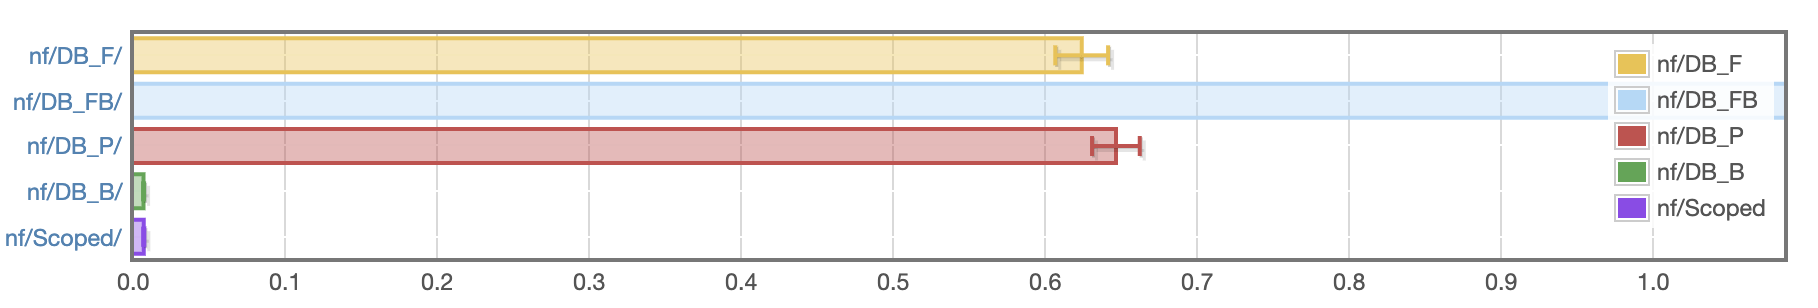 nf/DB_F/
nf/DB_FB/
nf/DB_P/
nf/DB_B/
nf/Scoped/
nf/DB_F
nf/DB_FB
nf/DB_P
nf/DB_B
nf/Scoped
0.0 0.1 0.2 0.3 0.4 0.5 0.6 0.7 0.8 0.9 1.0